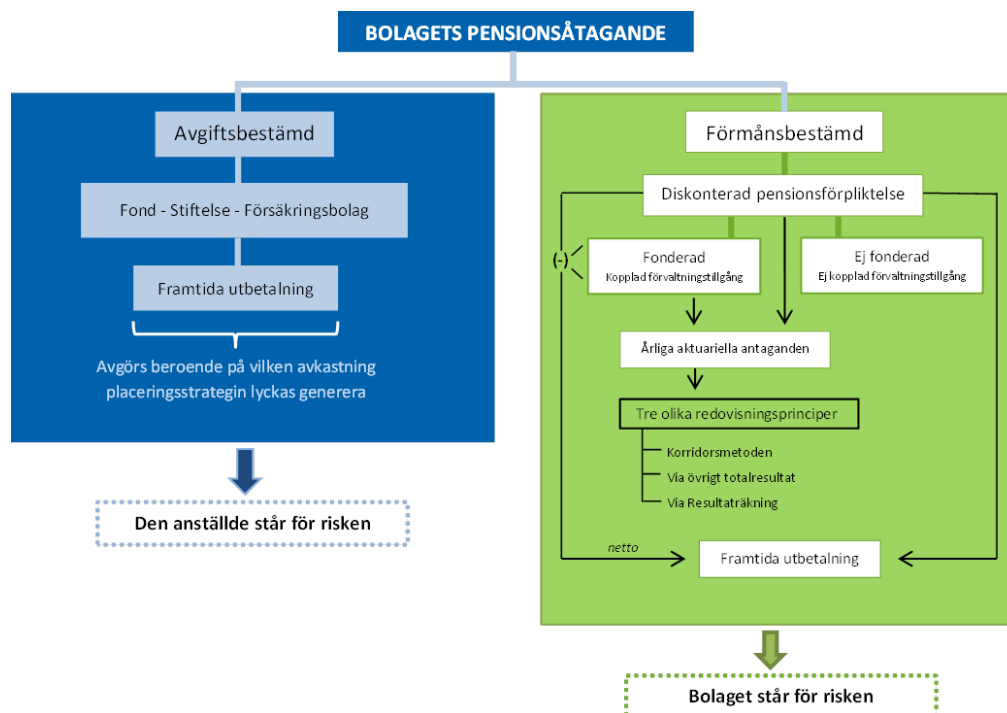 BOLAGETS PENSIONSÅTAGANDE
Avgiftsbestämd
Fond - Stiftelse - Försäkringsbolag
Framtida utbetalning
Avgörs beroende på vilken avkastning
placeringsstrategin lyckas generera
Den anställde står för risken
Förmånsbestämd
Diskonterad pensionsförpliktelse
(-)
Fonderad
Kopplad förvaltningstillgång
Ej fonderad
Ej kopplad förvaltningstillgång
Årliga aktuariella antaganden
Tre olika redovisningsprinciper
Korridorsmetoden
Via övrigt totalresultat
Via Resultaträkning
netto
Framtida utbetalning
Bolaget står för risken